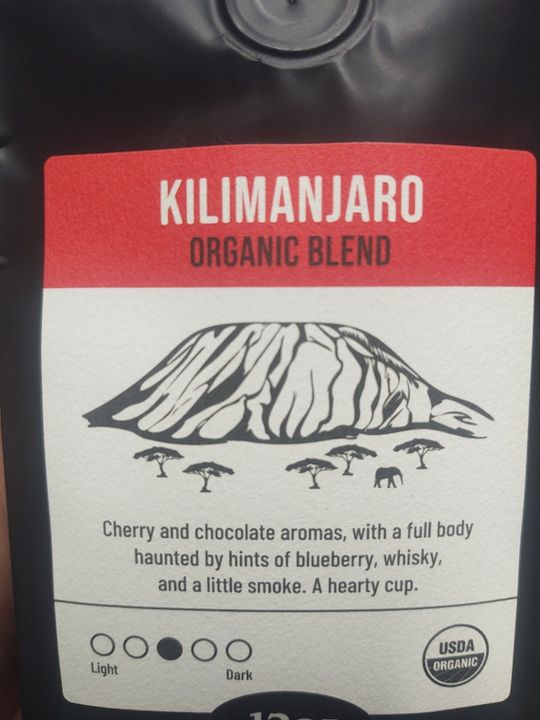 KILIMANJARO
ORGANIC BLEND
Cherry and chocolate aromas, with a full body
haunted by hints of blueberry, whisky,
and a little smoke. A hearty cup.
Light Dark
USDA
ORGANIC